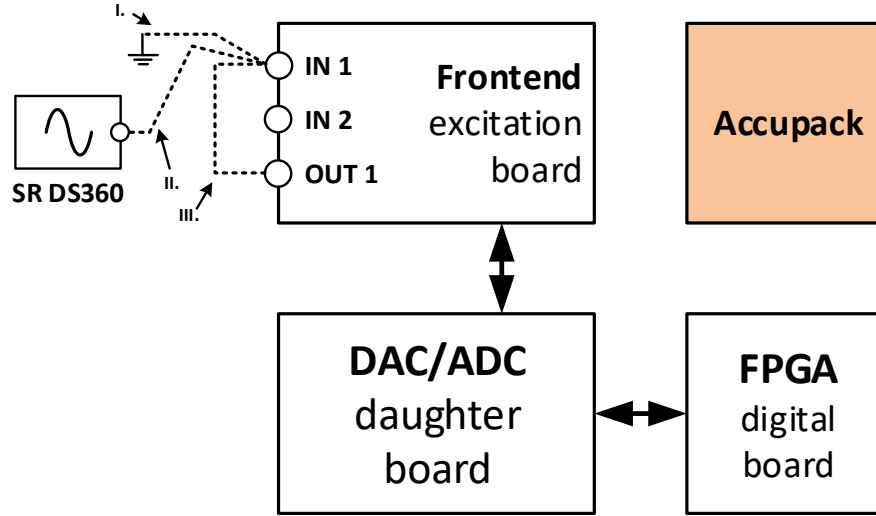 I.
IN 1
IN 2
OUT 1
Frontend
excitation
board
Accupack
SR DS360
II.
III.
DAC/ADC
daughter
board
FPGA
digital
board